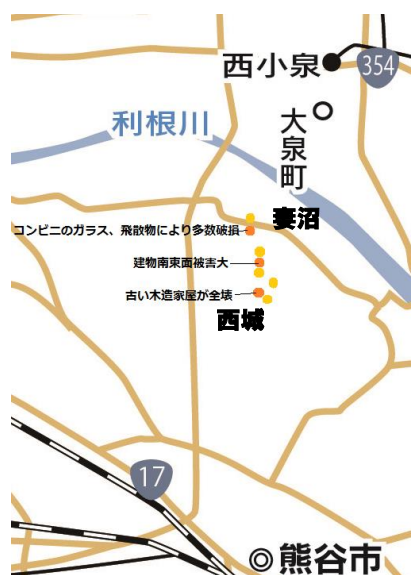 西小泉
354
大泉町
利根川
妻沼
コンビニのガラス、飛散物により多数破損
建物南東面被害大
古い木造家屋が全壊
西城
17
熊谷市